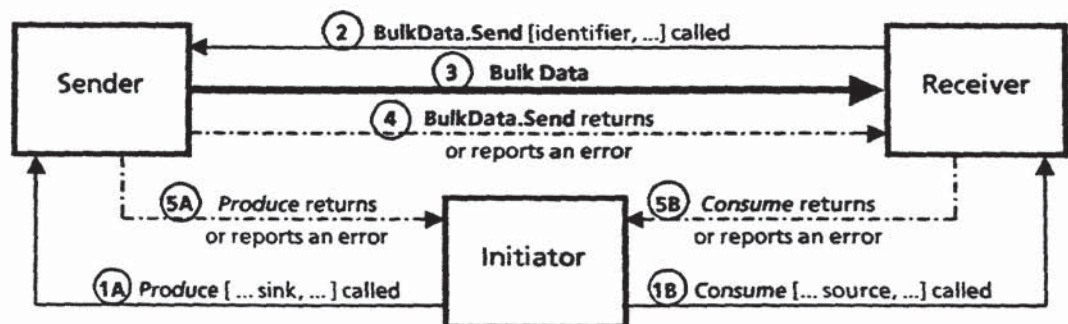 2 BulkData.Send [identifier, ...] called
3 Bulk Data
Sender
Receiver
4 BulkData.Send returns
or reports an error
5A Produce returns
or reports an error
5B Consume returns
or reports an error
Initiator
1A Produce [ ... sink, ... ] called
1B Consume [... source, ...] called